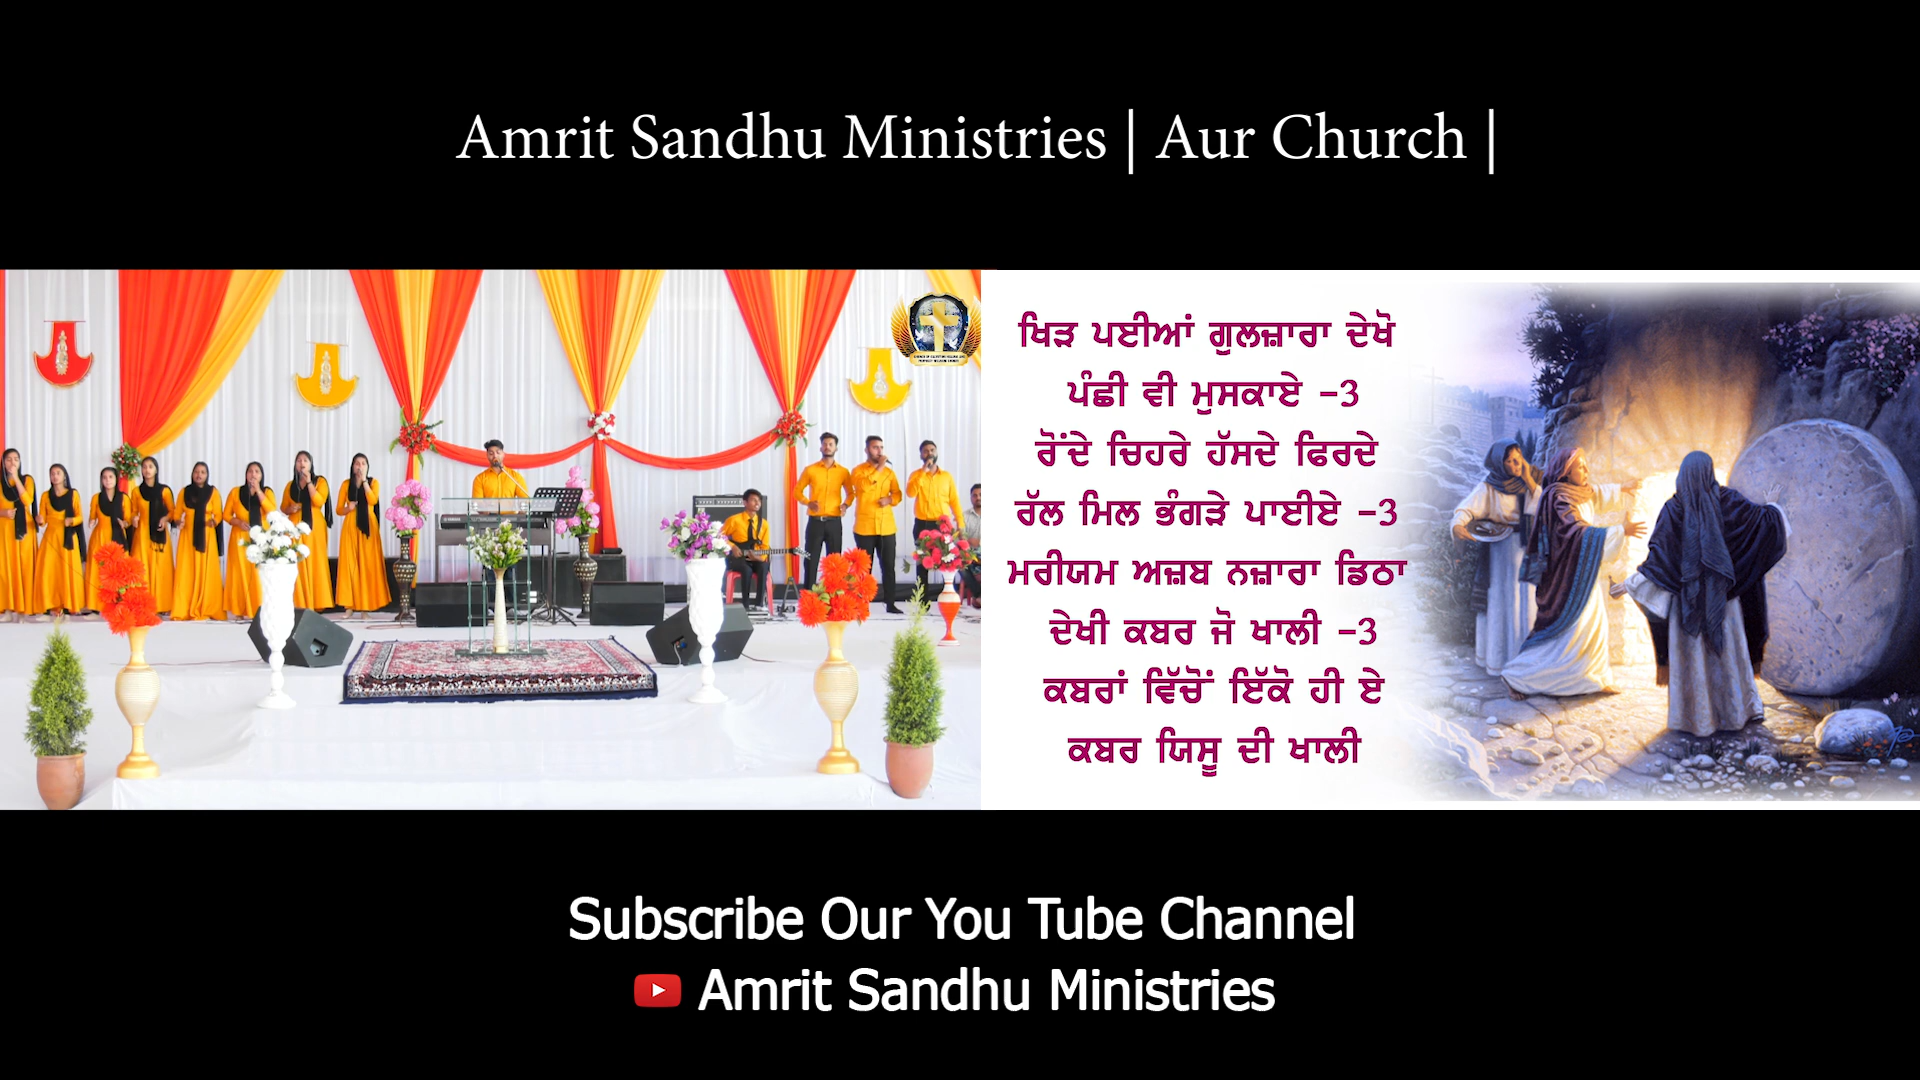 Amrit Sandhu Ministries | Aur Church |
ਖਿੜ ਪਈਆਂ ਗੁਲਜ਼ਾਰਾ ਦੇਖੋ
ਪੰਛੀ ਵੀ ਮੁਸਕਾਏ -3
ਰੋਂਦੇ ਚਿਹਰੇ ਹੱਸਦੇ ਫਿਰਦੇ
ਰੱਲ ਮਿਲ ਭੰਗੜੇ ਪਾਈਏ -3
ਮਰੀਯਮ ਅਜ਼ਬ ਨਜ਼ਾਰਾ ਡਿਠਾ
ਦੇਖੀ ਕਬਰ ਜੋ ਖਾਲੀ -3
ਕਬਰਾਂ ਵਿੱਚੋਂ ਇੱਕੋ ਹੀ ਏ
ਕਬਰ ਯਿਸੂ ਦੀ ਖਾਲੀ
Subscribe Our You Tube Channel
Amrit Sandhu Ministries